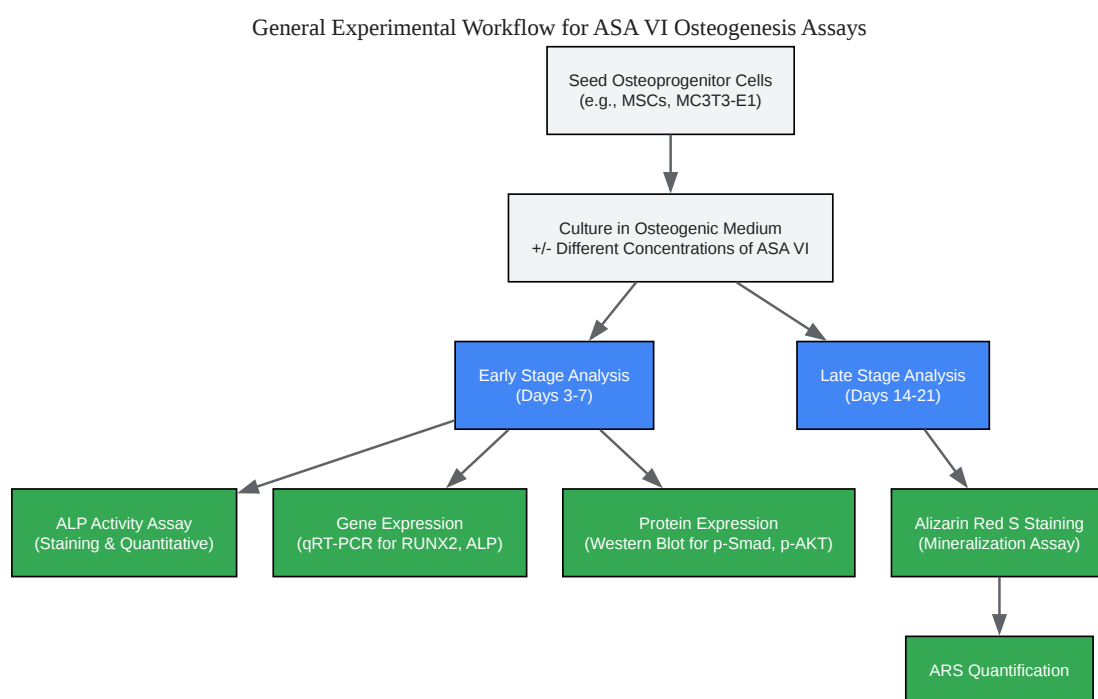 General Experimental Workflow for ASA VI Osteogenesis Assays
Seed Osteoprogenitor Cells
(e.g., MSCs, MC3T3-E1)
Culture in Osteogenic Medium
+/- Different Concentrations of ASA VI
Early Stage Analysis
(Days 3-7)
Late Stage Analysis
(Days 14-21)
ALP Activity Assay
(Staining & Quantitative)
Gene Expression
(qRT-PCR for RUNX2, ALP)
Protein Expression
(Western Blot for p-Smad, p-AKT)
Alizarin Red S Staining
(Mineralization Assay)
ARS Quantification